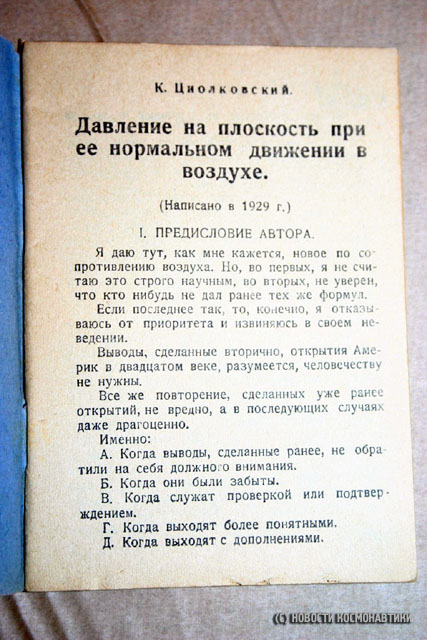 К. Циолковский.
Давление на плоскость при
ее нормальном движении в
воздухе.
(Написано в 1929 г.)
I. ПРЕДИСЛОВИЕ АВТОРА.
Я даю тут, как мне кажется, новое по со-
противлению воздуха. Но, во первых, я не счи-
таю это строго научным, во вторых, не уверен,
что кто нибудь не дал ранее тех же формул.
Если последнее так, то, конечно, я отказы-
ваюсь от приоритета и извиняюсь в своем не-
ведении.
Выводы, сделанные вторично, открытия Аме-
рик в двадцатом веке, разумеется, человечеству
не нужны.
Все же повторение, сделанных уже ранее
открытий, не вредно, а в последующих случаях
даже драгоценно.
Именно:
А. Когда выводы, сделанные ранее, не обра-
тили на себя должного внимания.
Б. Когда они были забыты.
В. Когда служат проверкой или подтвер-
ждением.
Г. Когда выходят более понятными.
Д. Когда выходят с дополнениями.
(C) НОВОСТИ КОСМОНАВТИКИ